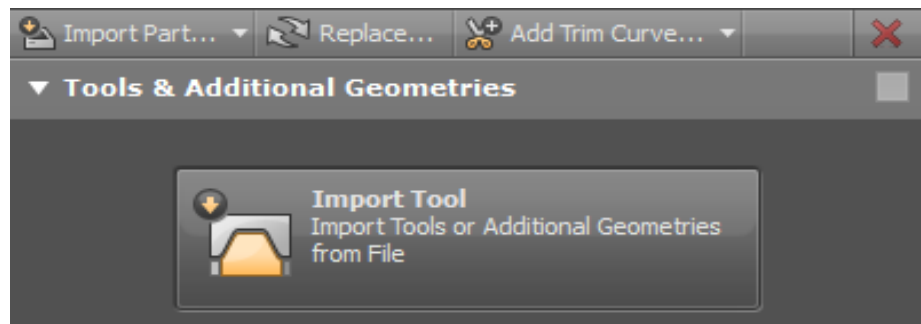 Import Part... Replace... Add Trim Curve...
Tools & Additional Geometries
Import Tool
Import Tools or Additional Geometries
from File